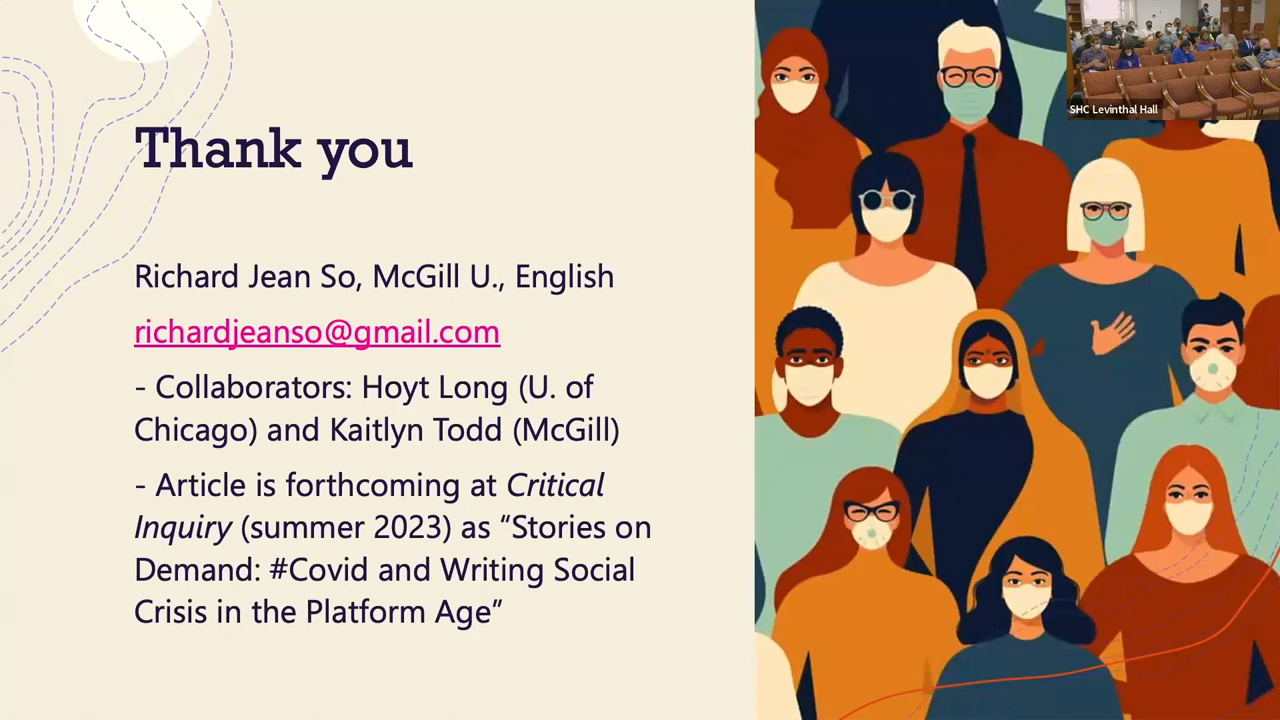 SHC Levinthal Hall
Thank you
Richard Jean So, McGill U., English
richardjeanso@gmail.com
- Collaborators: Hoyt Long (U. of
Chicago) and Kaitlyn Todd (McGill)
- Article is forthcoming at Critical
Inquiry (summer 2023) as “Stories on
Demand: #Covid and Writing Social
Crisis in the Platform Age”